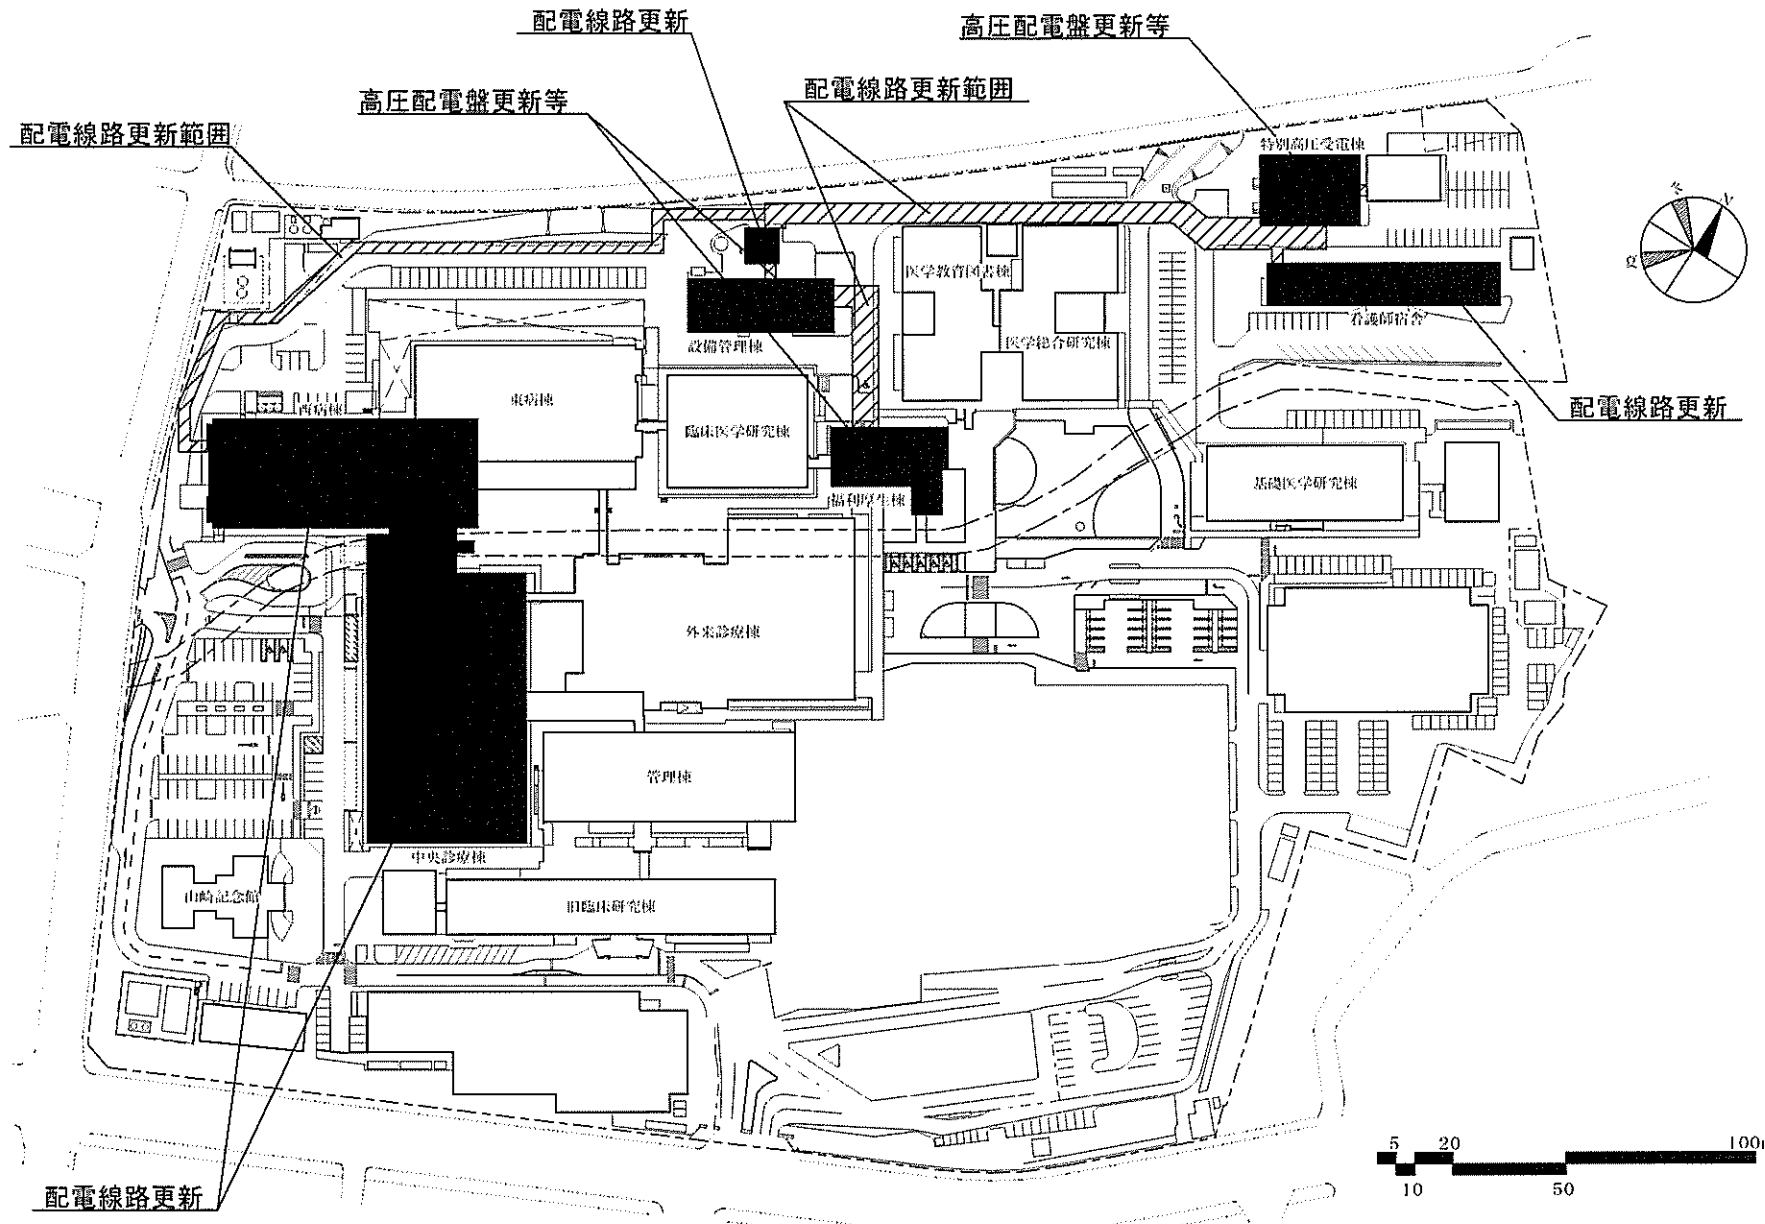 配電線路更新
高圧配電盤更新等
配電線路更新範囲
高圧配電盤更新等
配電線路更新範囲
特別高圧受電棟
冬
N
夏
医学教育図書棟
看護師宿舎
設備管理棟
医学総合研究棟
東病棟
西病棟
配電線路更新
臨床医学研究棟
基礎医学研究棟
福利厚生棟
外来診療棟
管理棟
中央診療棟
山崎記念館
旧臨床研究棟
5 20 100
10 50
配電線路更新